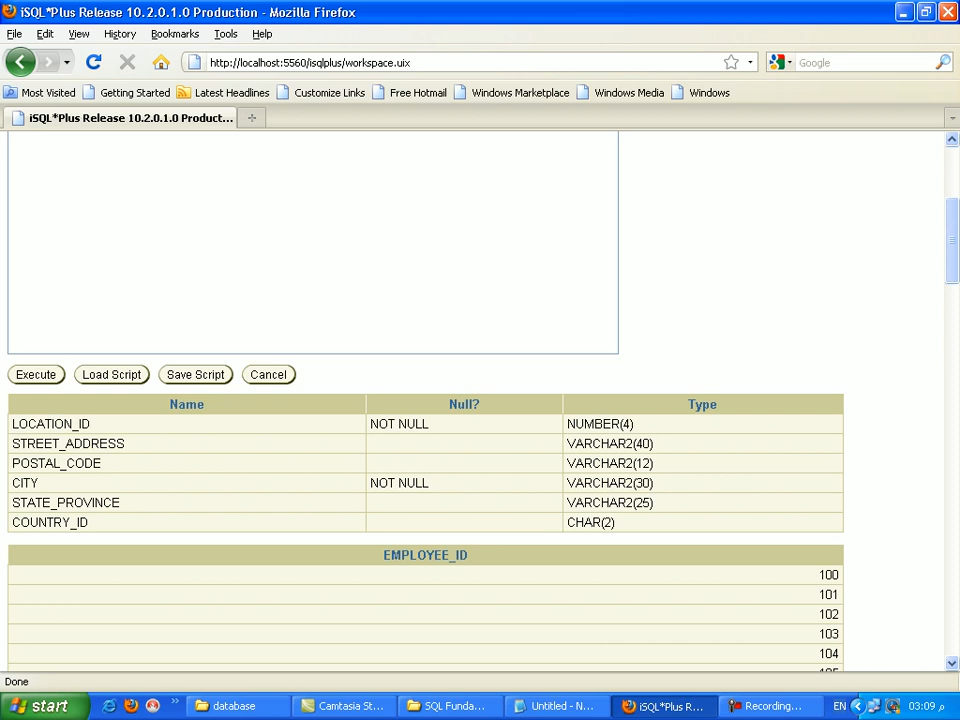 iSQL*Plus Release 10.2.0.1.0 Production - Mozilla Firefox
File Edit View History Bookmarks Tools Help
http://localhost:5560/isqlplus/workspace.uix Google
Most Visited Getting Started Latest Headlines Customize Links Free Hotmail Windows Marketplace Windows Media Windows
iSQL*Plus Release 10.2.0.1.0 Product...
Execute Load Script Save Script Cancel
Name Null? Type
LOCATION_ID NOT NULL NUMBER(4)
STREET_ADDRESS VARCHAR2(40)
POSTAL_CODE VARCHAR2(12)
CITY NOT NULL VARCHAR2(30)
STATE_PROVINCE VARCHAR2(25)
COUNTRY_ID CHAR(2)
EMPLOYEE_ID
100
101
102
103
104
105
Done
start database Camtasia St... SQL Funda... Untitled - N... iSQL*Plus R... Recording... EN 03:09 م